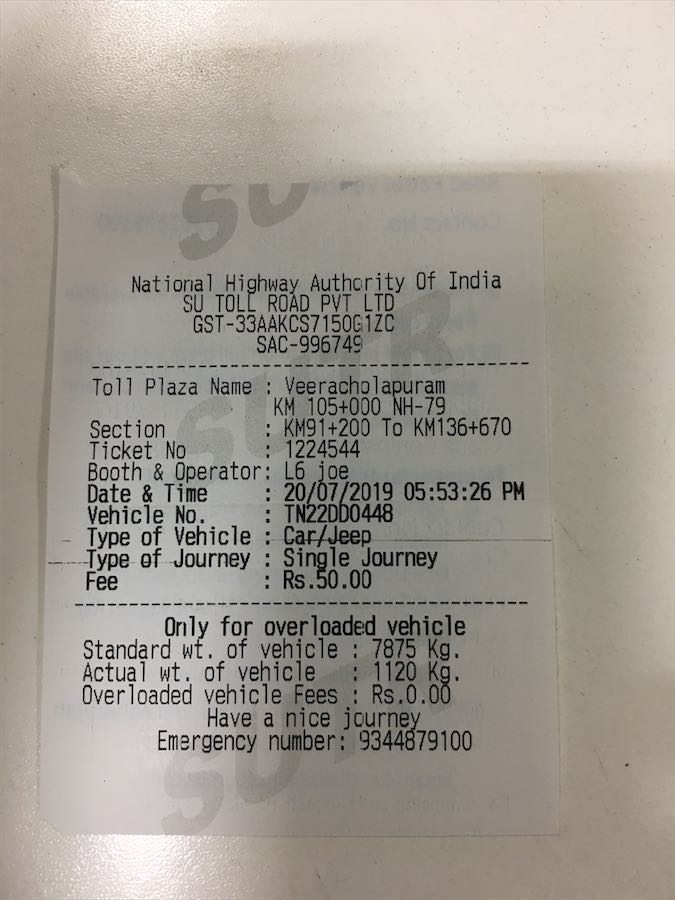 National Highway Authority Of India
SU TOLL ROAD PVT LTD
GST-33AAKCS7150G1ZC
SAC-996749
Toll Plaza Name : Veeracholapuram
KM 105+000 NH-79
Section : KM91+200 To KM136+670
Ticket No : 1224544
Booth & Operator: L6 joe
Date & Time : 20/07/2019 05:53:26 PM
Vehicle No. : TN22DD0448
Type of Vehicle : Car/Jeep
Type of Journey : Single Journey
Fee : Rs.50.00
Only for overloaded vehicle
Standard wt. of vehicle : 7875 Kg.
Actual wt. of vehicle : 1120 Kg.
Overloaded vehicle Fees : Rs.0.00
Have a nice journey
Emergency number: 9344879100